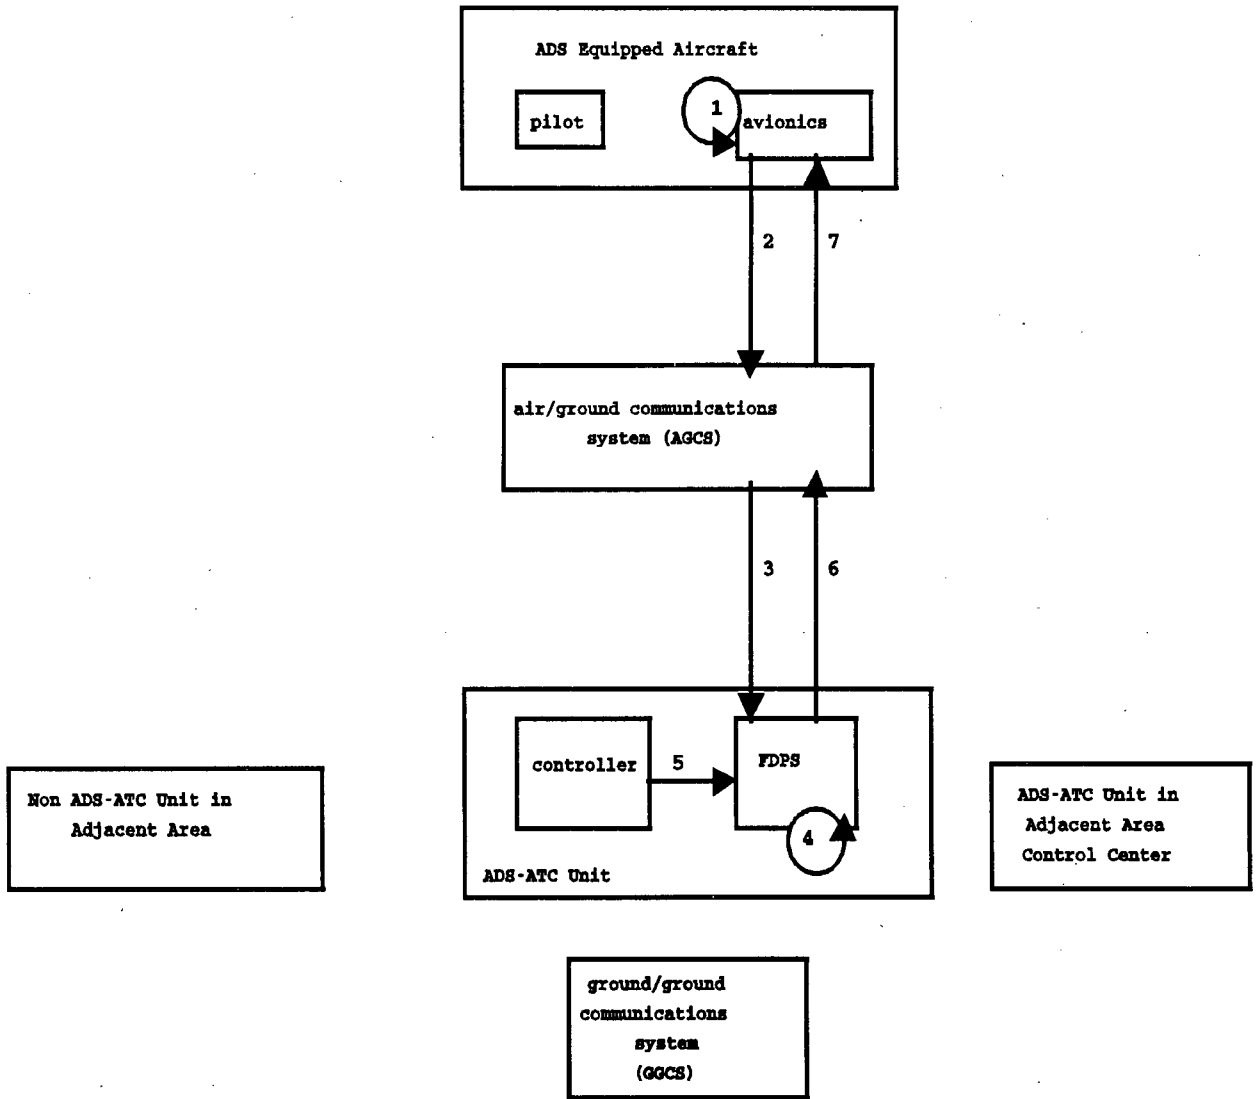 ADS Equipped Aircraft
pilot
1
avionics
2
7
air/ground communications
system (AGCS)
3
6
controller
5
FDPS
4
ADS-ATC Unit
Non ADS-ATC Unit in
Adjacent Area
ADS-ATC Unit in
Adjacent Area
Control Center
ground/ground
communications
system
(GGCS)